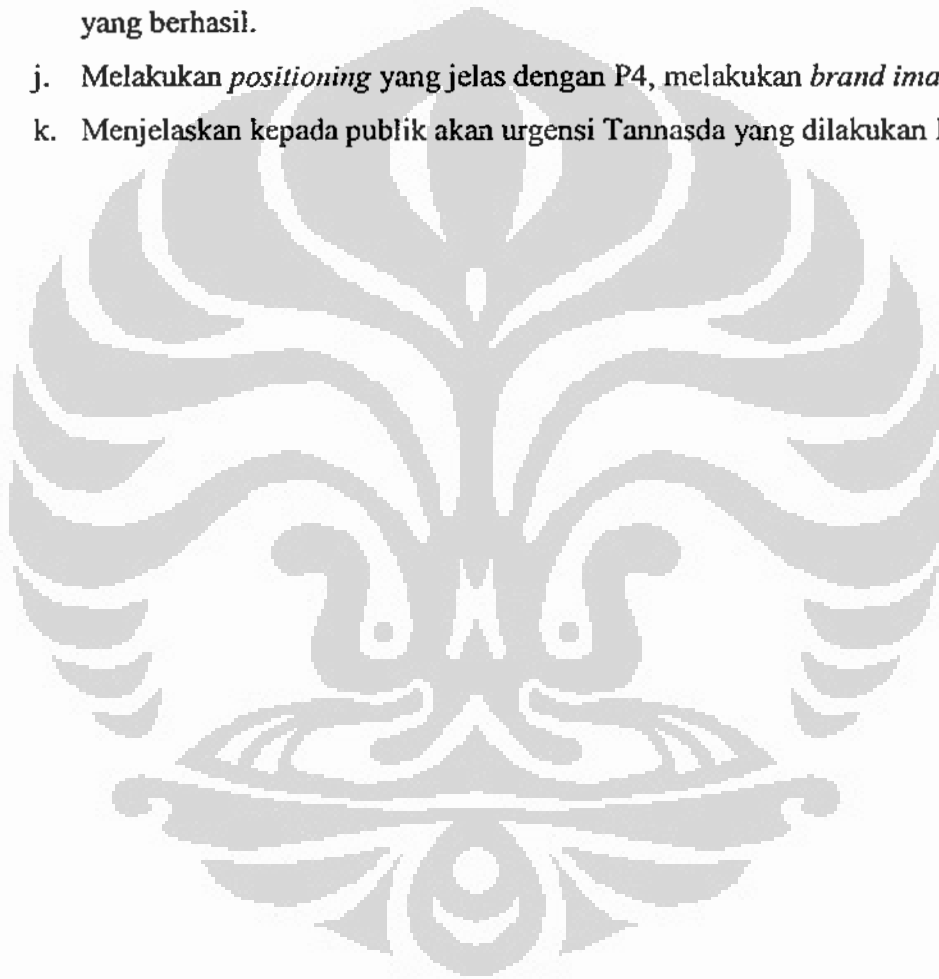 yang berhasil.
j. Melakukan positioning yang jelas dengan P4, melakukan brand ima
k. Menjelaskan kepada publik akan urgensi Tannasda yang dilakukan